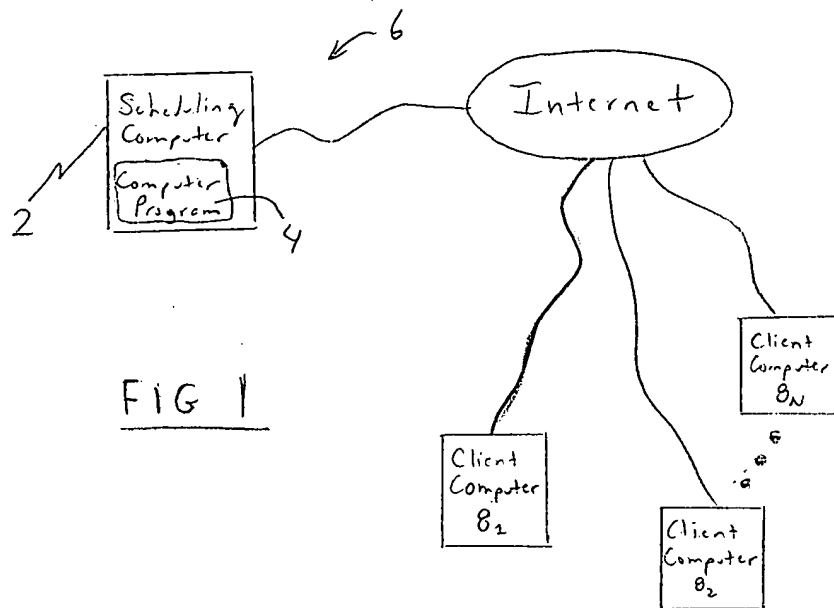 6
Scheduling
Computer
Computer
Program
2
4
Internet
FIG 1
Client
Computer
8₁
Client
Computer
8₂
Client
Computer
8N